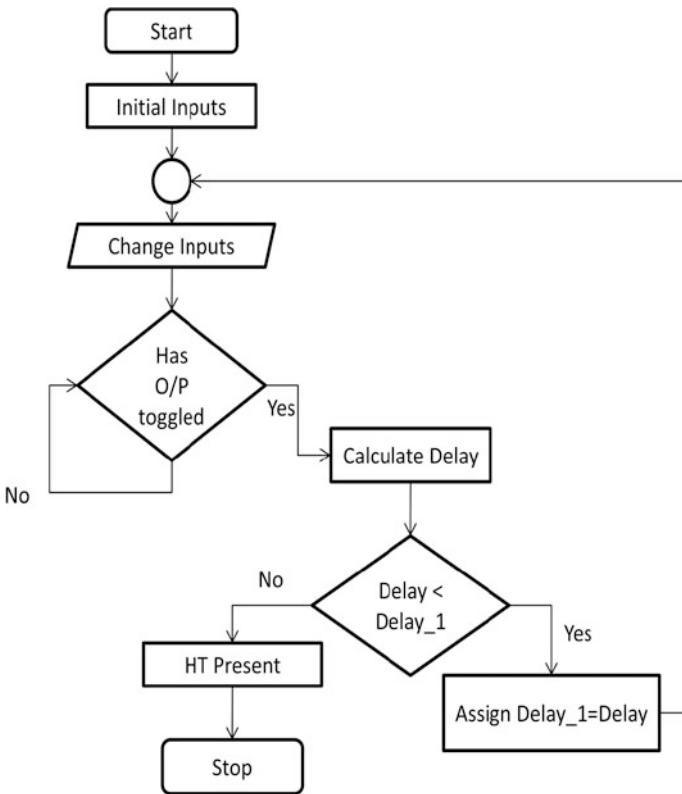 Start
Initial Inputs
Change Inputs
Has
O/P
toggled
Yes
No
Calculate Delay
Delay <
Delay_1
No
Yes
HT Present
Assign Delay_1=Delay
Stop